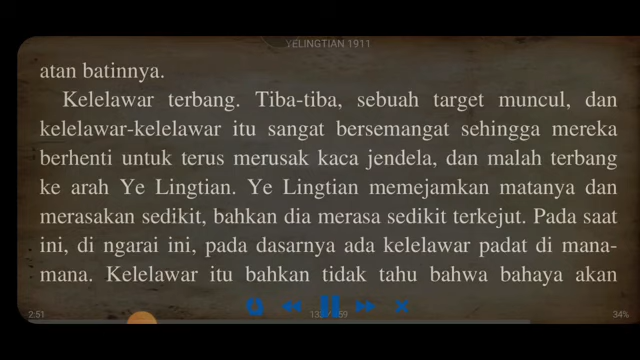 YELINGTIAN 1911
atan batinnya.
Kelelawar terbang. Tiba-tiba, sebuah target muncul, dan
kelelawar-kelelawar itu sangat bersemangat sehingga mereka
berhenti untuk terus merusak kaca jendela, dan malah terbang
ke arah Ye Lingtian. Ye Lingtian memejamkan matanya dan
merasakan sedikit, bahkan dia merasa sedikit terkejut. Pada saat
ini, di ngarai ini, pada dasarnya ada kelelawar padat di mana-
mana. Kelelawar itu bahkan tidak tahu bahwa bahaya akan
2:51
34%